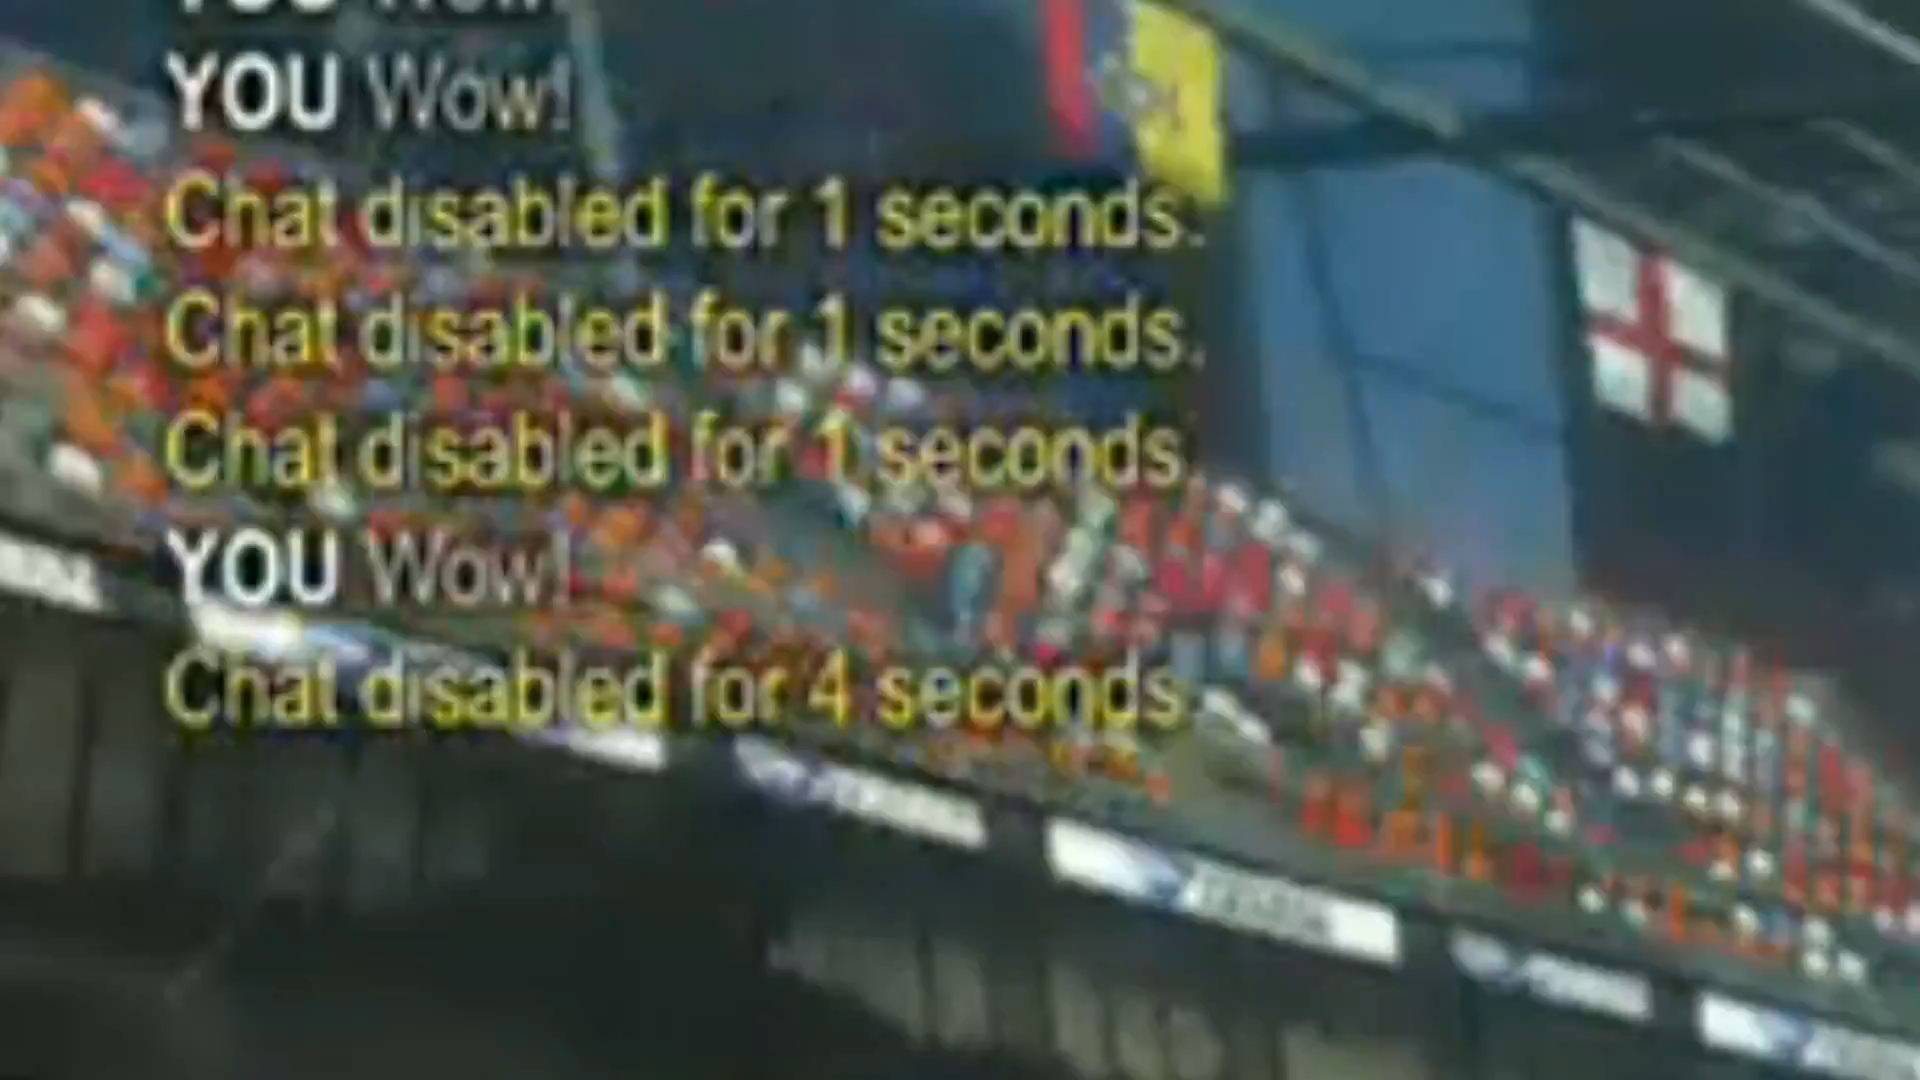 YOU Wow!
Chat disabled for 1 seconds.
Chat disabled for 1 seconds.
Chat disabled for 1 seconds.
YOU Wow!
Chat disabled for 4 seconds.